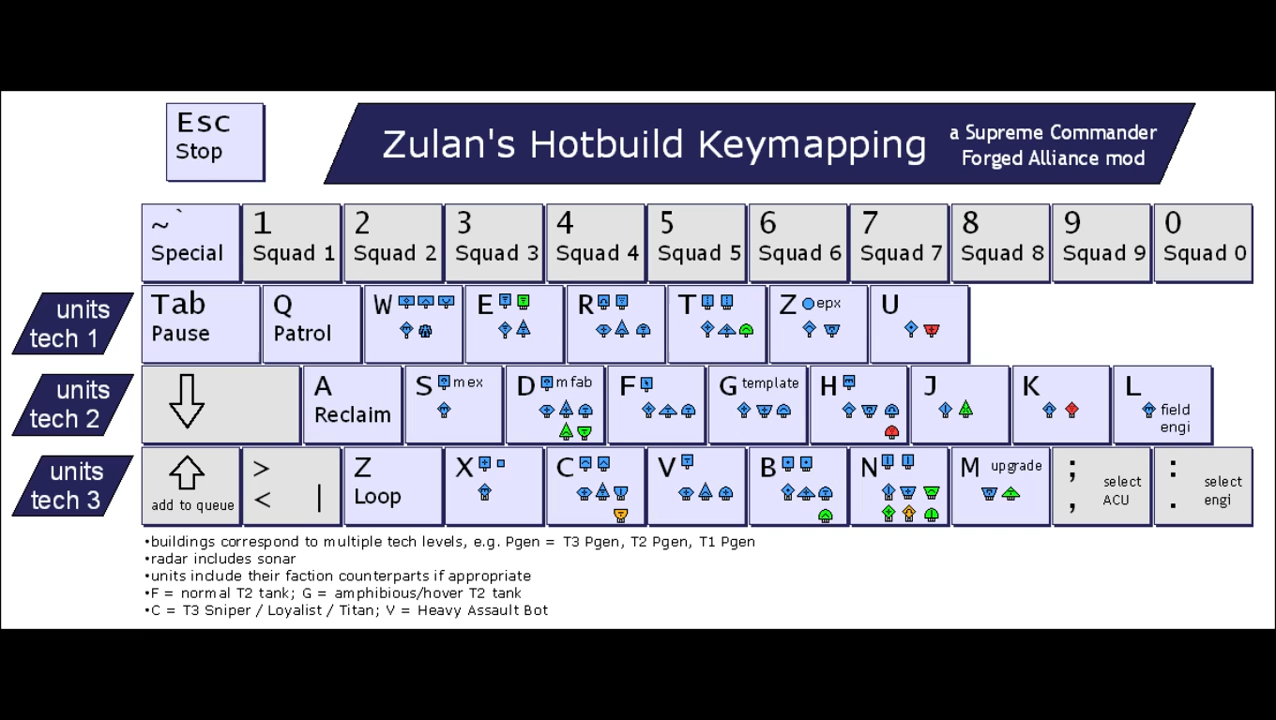 Esc
Stop
Zulan's Hotbuild Keymapping
a Supreme Commander
Forged Alliance mod
~ `
Special
1
Squad 1
2
Squad 2
3
Squad 3
4
Squad 4
5
Squad 5
6
Squad 6
7
Squad 7
8
Squad 8
9
Squad 9
0
Squad 0
units
tech 1
Tab
Pause
Q
Patrol
W
E
R
T
Z epx
U
units
tech 2
A
Reclaim
S mex
D mfab
F
G template
H
J
K
L
field
engi
units
tech 3
add to queue
>
< |
Z
Loop
X
C
V
B
N
M upgrade
;
,
select
ACU
:
.
select
engi
•buildings correspond to multiple tech levels, e.g. Pgen = T3 Pgen, T2 Pgen, T1 Pgen
•radar includes sonar
•units include their faction counterparts if appropriate
•F = normal T2 tank; G = amphibious/hover T2 tank
•C = T3 Sniper / Loyalist / Titan; V = Heavy Assault Bot